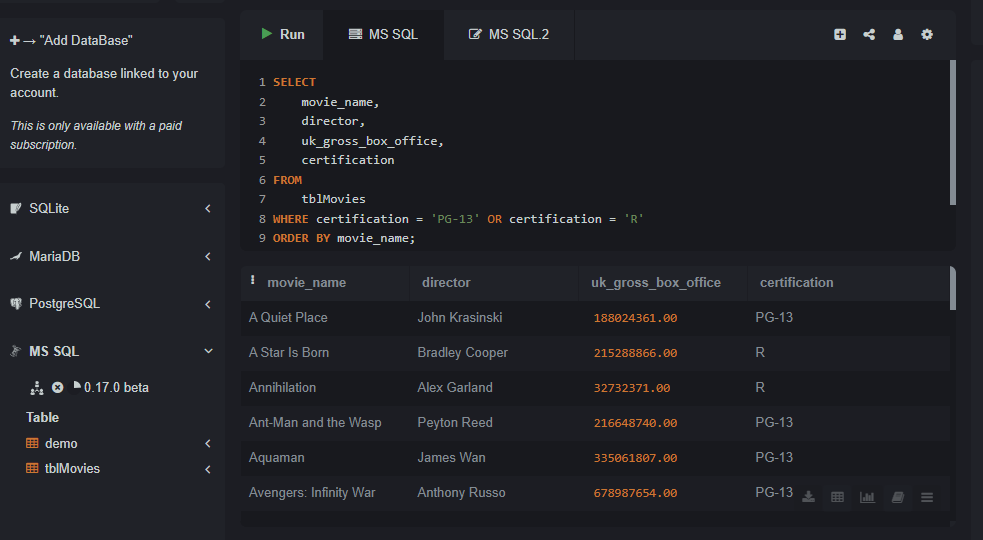 +→ "Add DataBase"
Create a database linked to your
account.
This is only available with a paid
subscription.
SQLite
MariaDB
PostgreSQL
MS SQL
0.17.0 beta
Table
demo
tblMovies
Run MS SQL MS SQL.2
1 SELECT
2 movie_name,
3 director,
4 uk_gross_box_office,
5 certification
6 FROM
7 tblMovies
8 WHERE certification = 'PG-13' OR certification = 'R'
9 ORDER BY movie_name;
movie_name director uk_gross_box_office certification
A Quiet Place John Krasinski 188024361.00 PG-13
A Star Is Born Bradley Cooper 215288866.00 R
Annihilation Alex Garland 32732371.00 R
Ant-Man and the Wasp Peyton Reed 216648740.00 PG-13
Aquaman James Wan 335061807.00 PG-13
Avengers: Infinity War Anthony Russo 678987654.00 PG-13